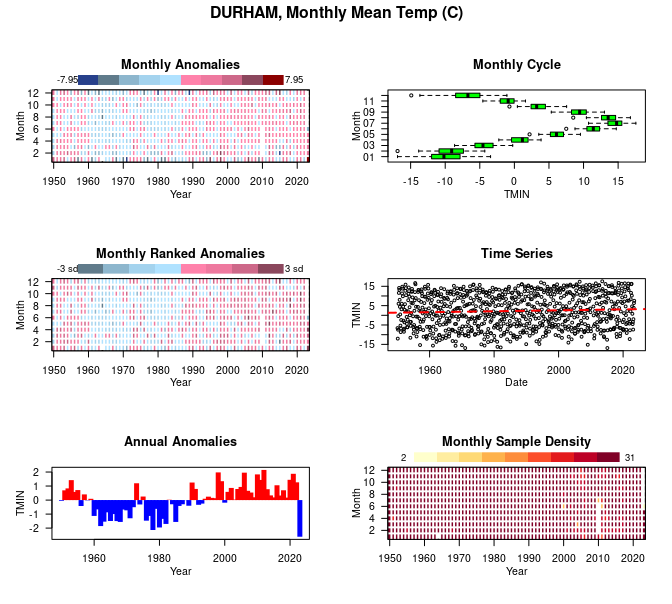 DURHAM, Monthly Mean Temp (C)
Monthly Anomalies
-7.95 7.95
12
10
8
6
4
2
Month
1950 1960 1970 1980 1990 2000 2010 2020
Year
Monthly Cycle
11
09
07
05
03
01
Month
-15 -10 -5 0 5 10 15
TMIN
Monthly Ranked Anomalies
-3 sd 3 sd
12
10
8
6
4
2
Month
1950 1960 1970 1980 1990 2000 2010 2020
Year
Time Series
15
5
-5
-15
TMIN
1960 1980 2000 2020
Date
Annual Anomalies
2
1
0
-1
-2
TMIN
1960 1980 2000 2020
Year
Monthly Sample Density
2 31
12
10
8
6
4
2
Month
1950 1960 1970 1980 1990 2000 2010 2020
Year